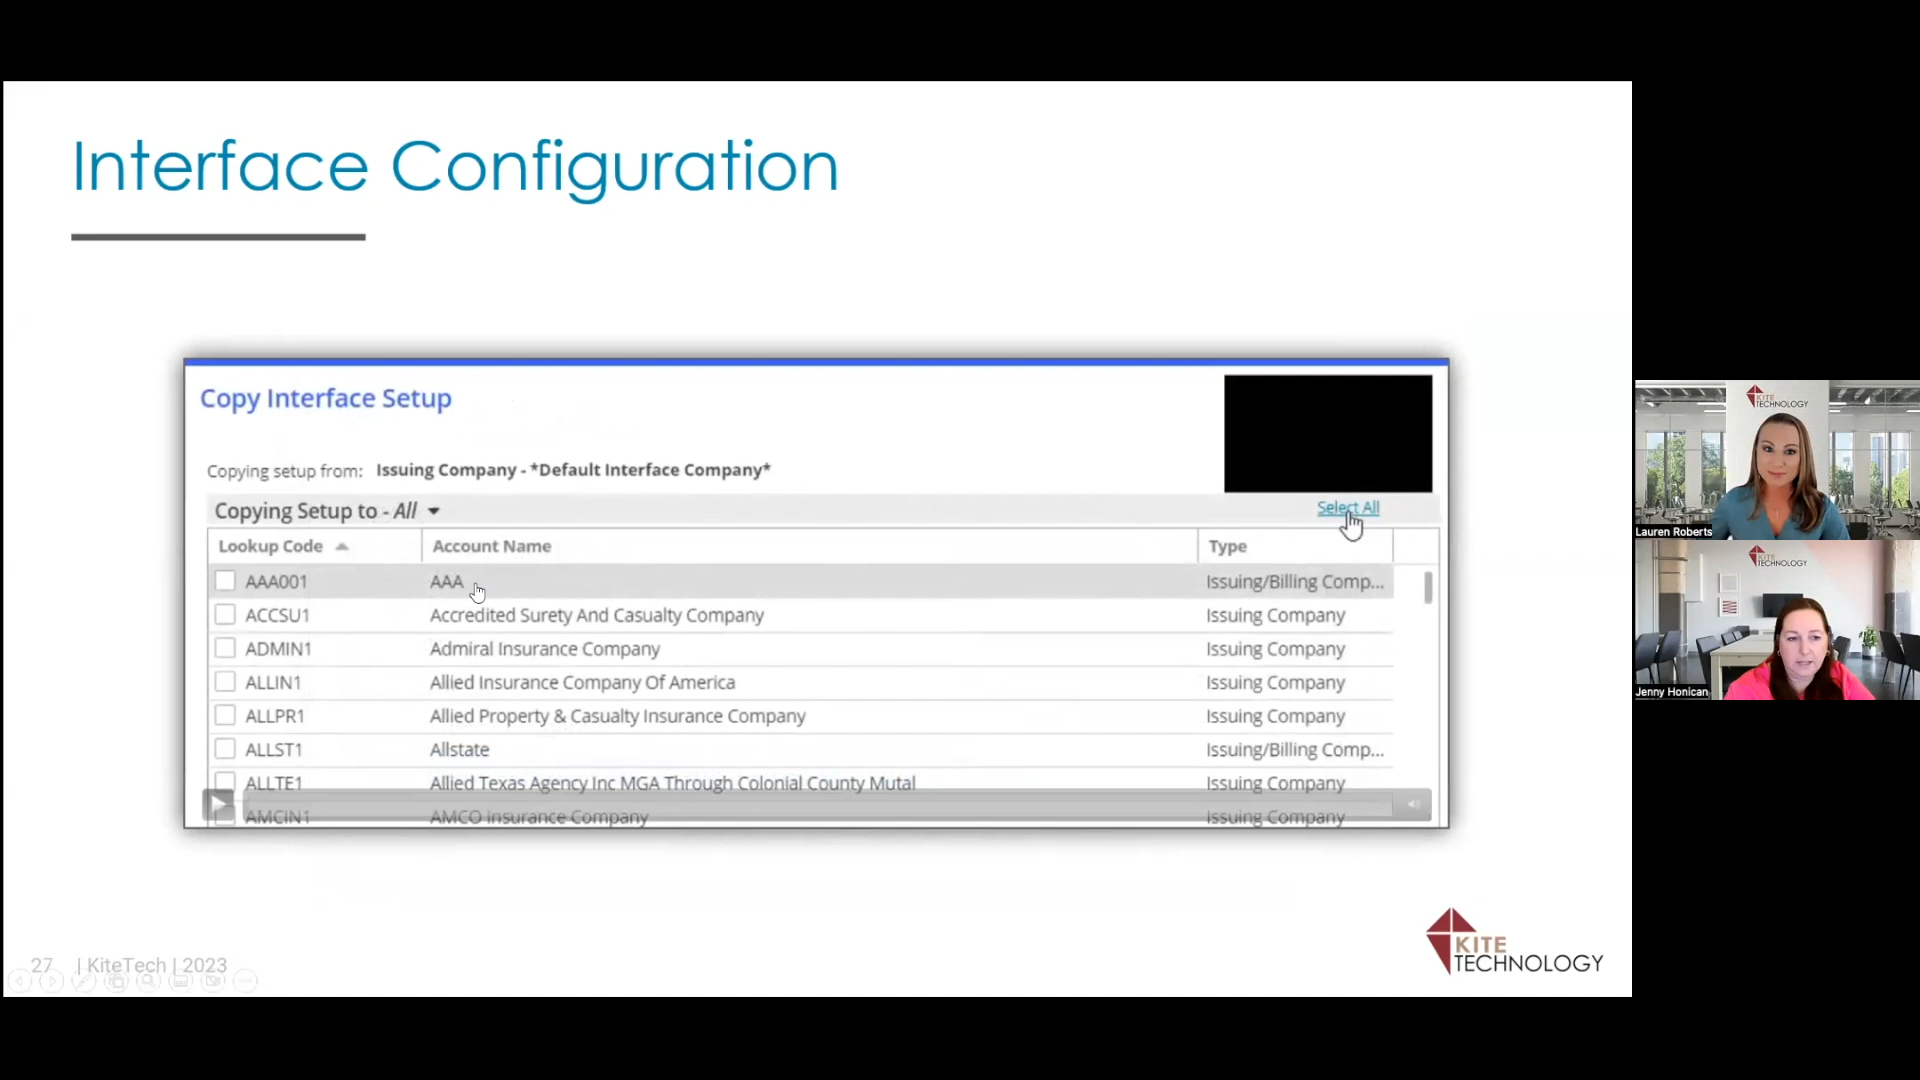 Interface Configuration
Copy Interface Setup
Copying setup from: Issuing Company - *Default Interface Company*
Copying Setup to - All
Select All
Lookup Code Account Name Type
AAA001 AAA Issuing/Billing Comp...
ACCSU1 Accredited Surety And Casualty Company Issuing Company
ADMIN1 Admiral Insurance Company Issuing Company
ALLIN1 Allied Insurance Company Of America Issuing Company
ALLPR1 Allied Property & Casualty Insurance Company Issuing Company
ALLST1 Allstate Issuing/Billing Comp...
ALLTE1 Allied Texas Agency Inc MGA Through Colonial County Mutal Issuing Company
AMCIN1 AMCO Insurance Company Issuing Company
27 | KiteTech | 2023
KITE
TECHNOLOGY
KITE
TECHNOLOGY
Lauren Roberts
KITE
TECHNOLOGY
Jenny Honican